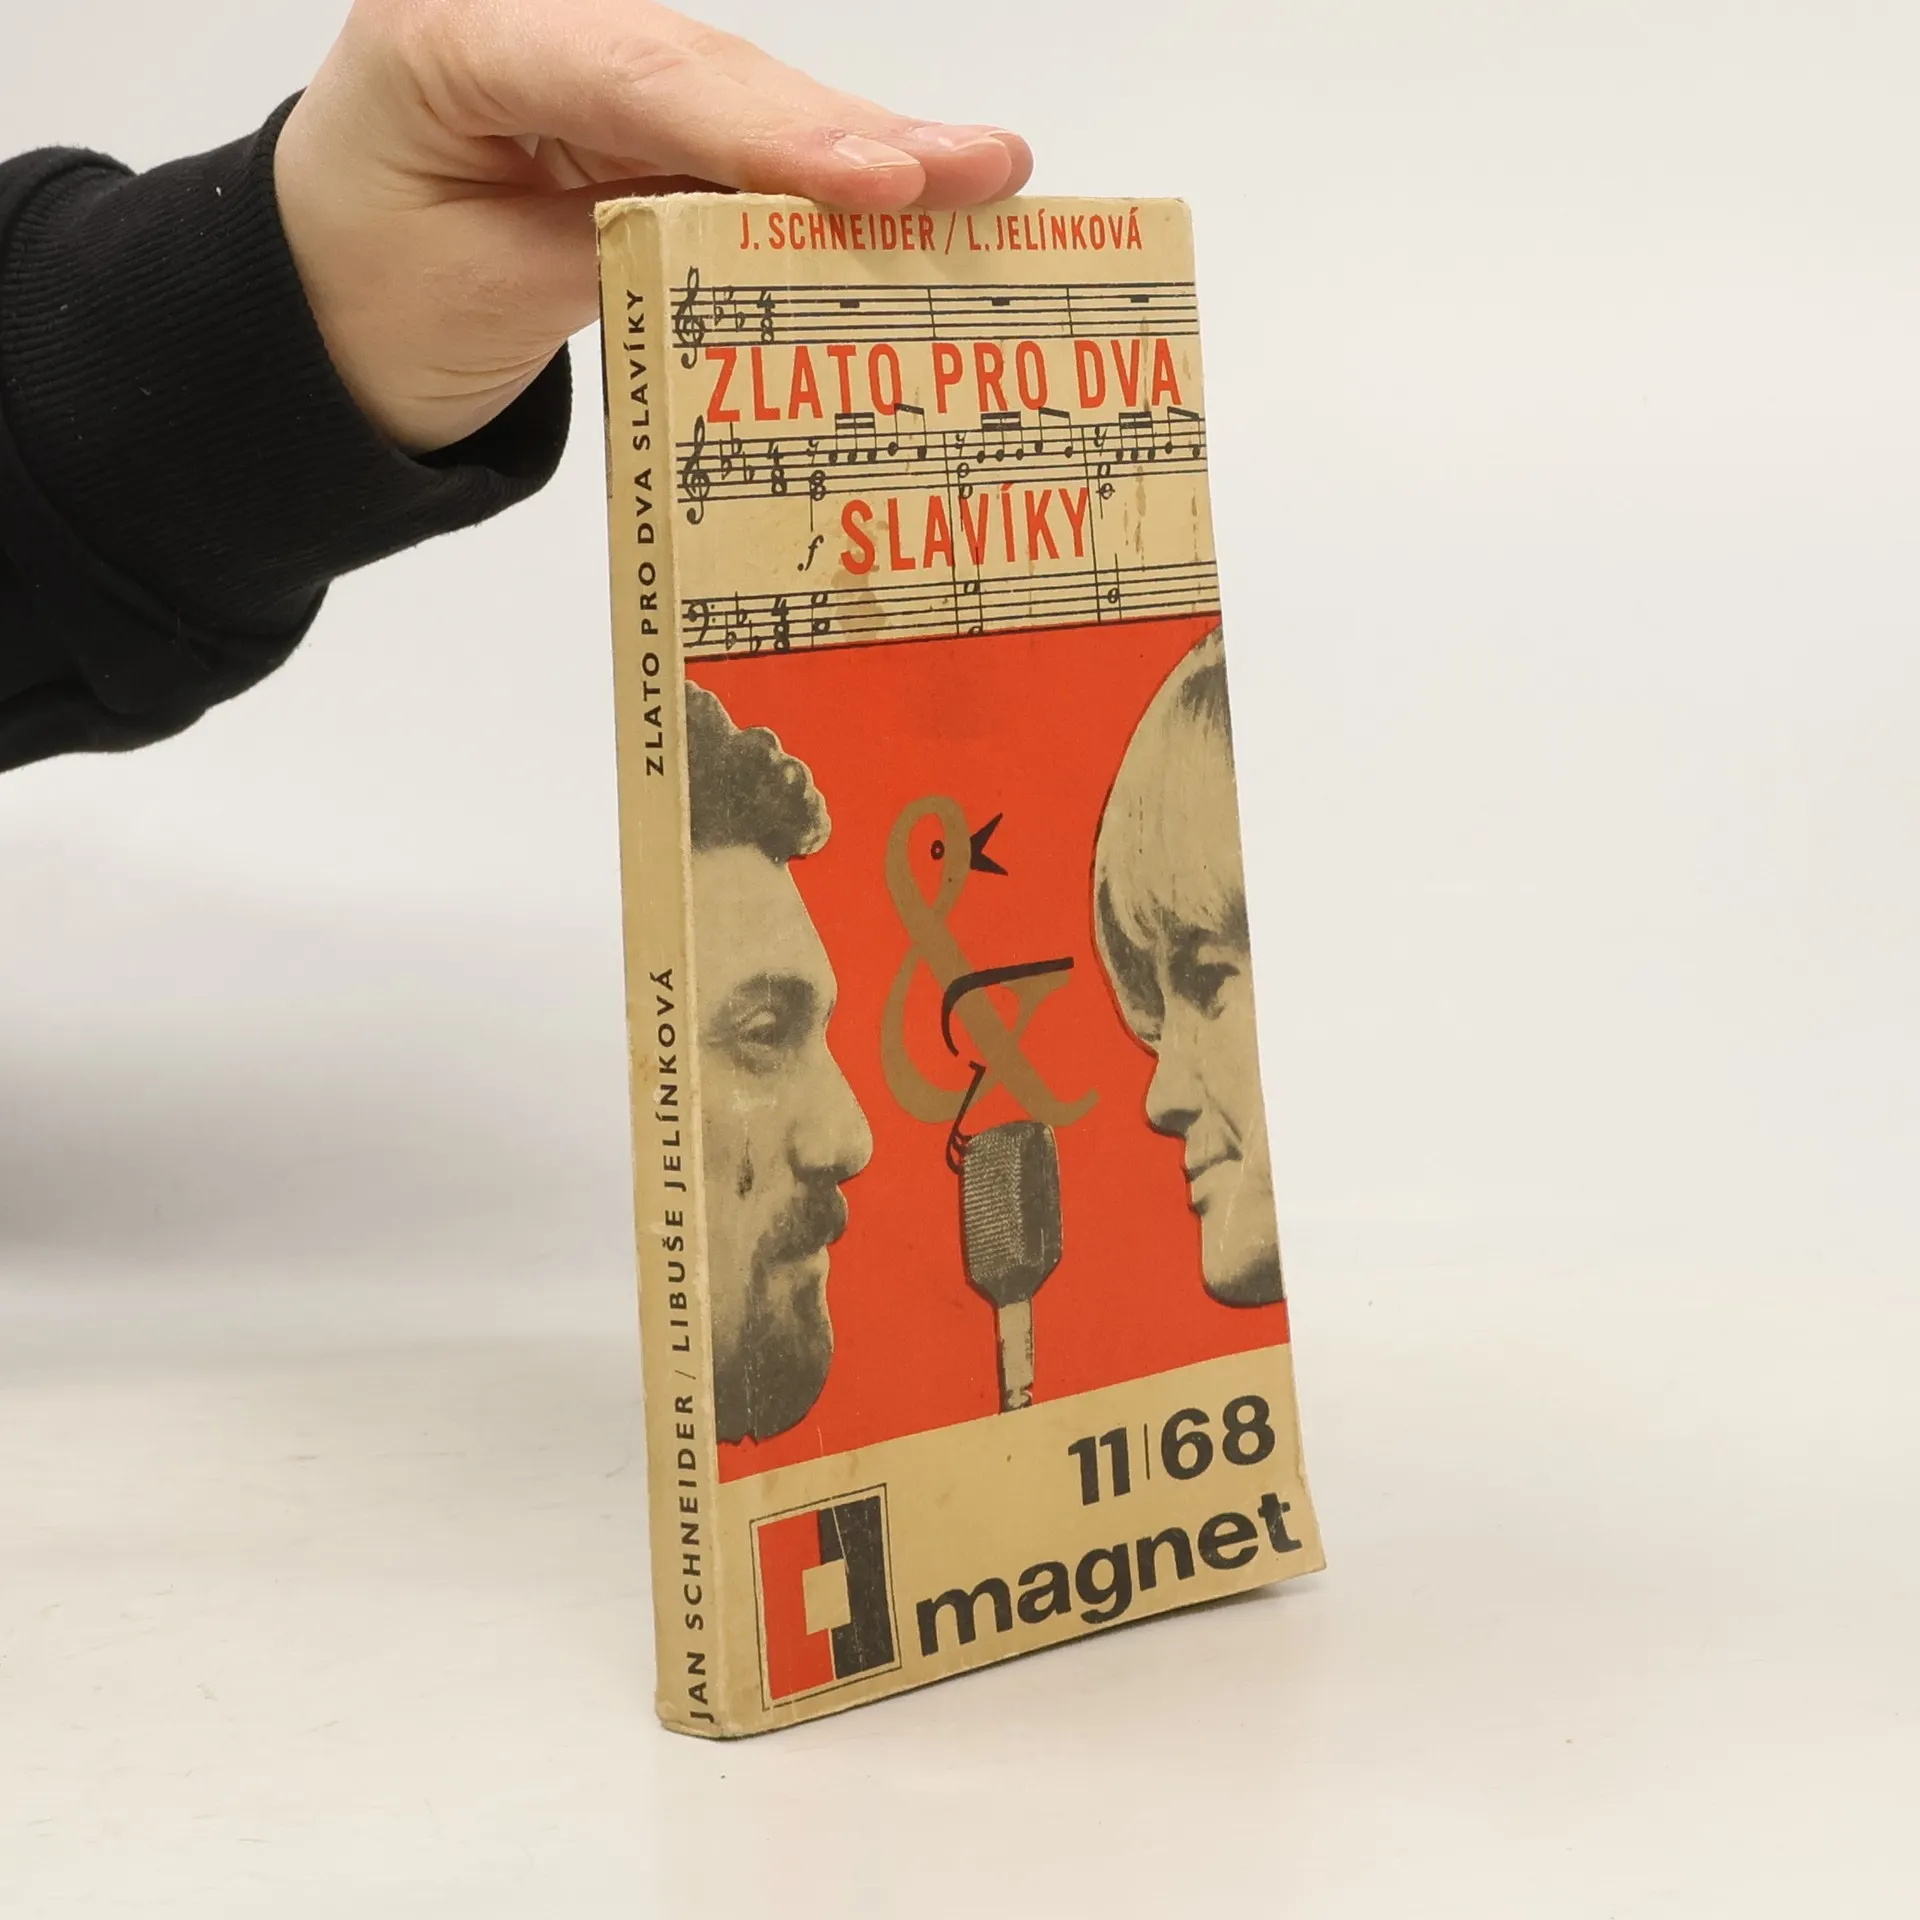 J. SCHNEIDER / L. JELÍNKOVÁ
ZLATO PRO DVA
SLAVÍKY
f
11|68
magnet
ZLATO PRO DVA SLAVÍKY
JAN SCHNEIDER / LIBUŠE JELÍNKOVÁ